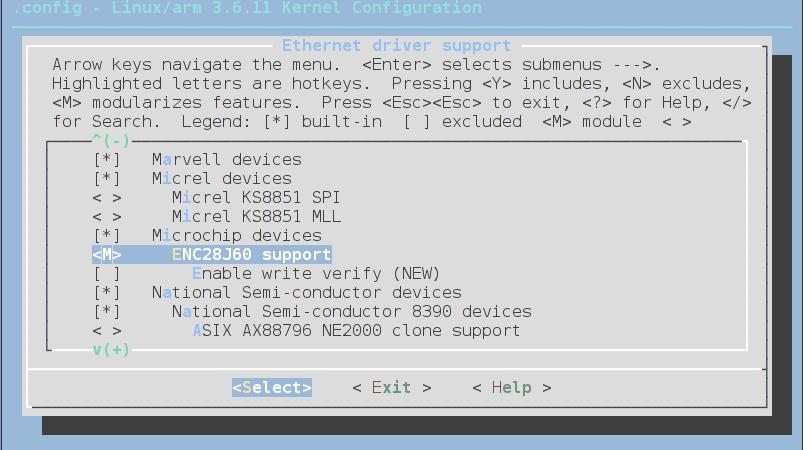 .config - Linux/arm 3.6.11 Kernel Configuration
Ethernet driver support
Arrow keys navigate the menu.  <Enter> selects submenus --->.
Highlighted letters are hotkeys.  Pressing <Y> includes, <N> excludes,
<M> modularizes features.  Press <Esc><Esc> to exit, <?> for Help, </>
for Search.  Legend: [*] built-in  [ ] excluded  <M> module  < >
^(-)
[*]   Marvell devices
[*]   Micrel devices
< >     Micrel KS8851 SPI
< >     Micrel KS8851 MLL
[*]   Microchip devices
<M>     ENC28J60 support
[ ]       Enable write verify (NEW)
[*]   National Semi-conductor devices
[*]     National Semi-conductor 8390 devices
< >       ASIX AX88796 NE2000 clone support
v(+)
<Select>    < Exit >    < Help >